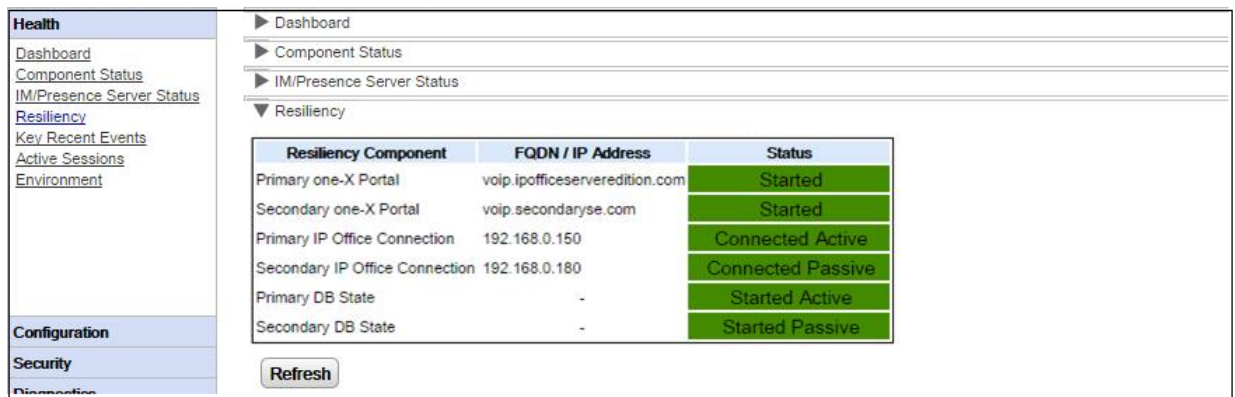 Health
Dashboard
Component Status
IM/Presence Server Status
Resiliency
Key Recent Events
Active Sessions
Environment
Configuration
Security
Diagnostics
Dashboard
Component Status
IM/Presence Server Status
Resiliency
Resiliency Component FQDN / IP Address Status
Primary one-X Portal voip.ipofficeserveredition.com Started
Secondary one-X Portal voip.secondaryse.com Started
Primary IP Office Connection 192.168.0.150 Connected Active
Secondary IP Office Connection 192.168.0.180 Connected Passive
Primary DB State - Started Active
Secondary DB State - Started Passive
Refresh